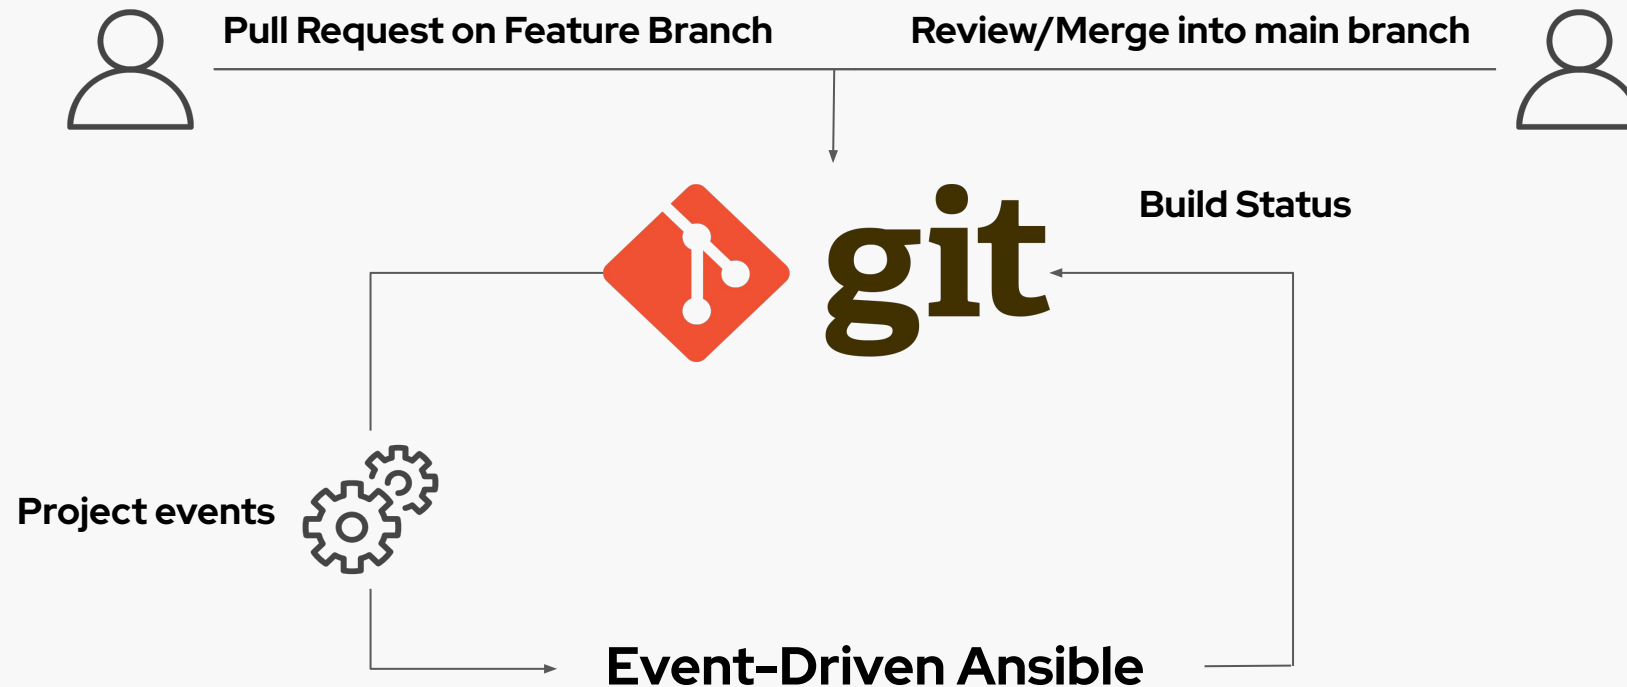 Pull Request on Feature Branch
Review/Merge into main branch
git
Build Status
Project events
Event-Driven Ansible